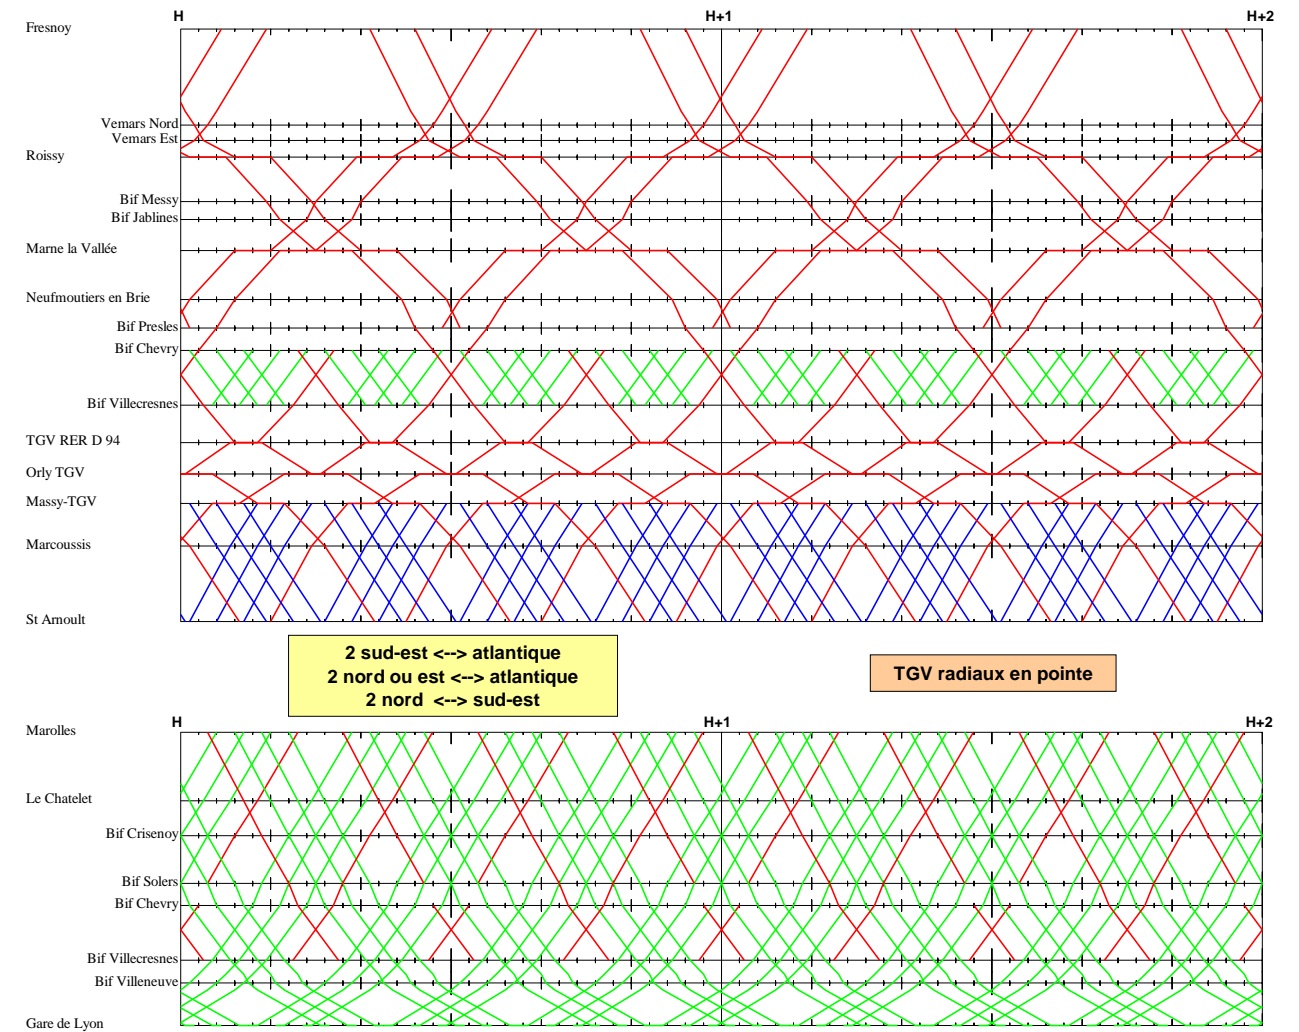 H H+1 H+2
Fresnoy
Vemars Nord
Vemars Est
Roissy
Bif Messy
Bif Jablines
Marne la Vallée
Neufmoutiers en Brie
Bif Presles
Bif Chevry
Bif Villecresnes
TGV RER D 94
Orly TGV
Massy-TGV
Marcoussis
St Arnoult
2 sud-est <--> atlantique
2 nord ou est <--> atlantique
2 nord <--> sud-est
TGV radiaux en pointe
H H+1 H+2
Marolles
Le Chatelet
Bif Crisenoy
Bif Solers
Bif Chevry
Bif Villecresnes
Bif Villeneuve
Gare de Lyon